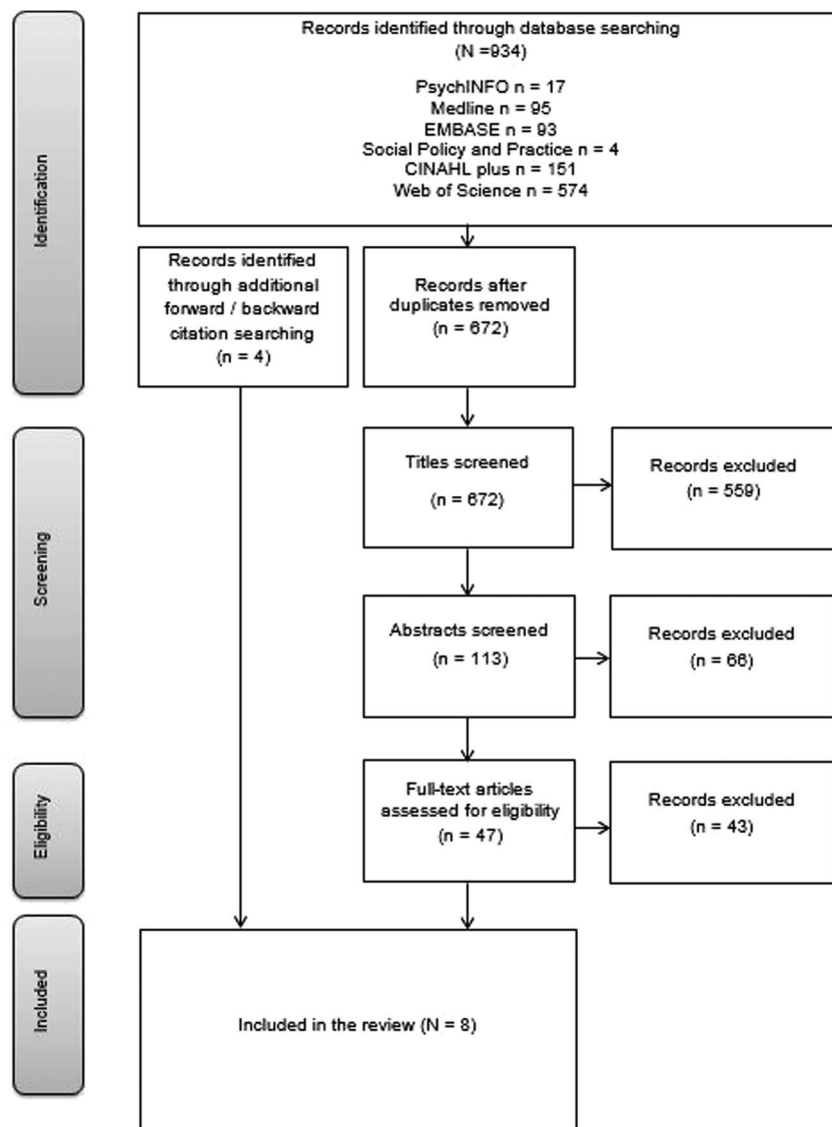 Identification
Records identified through database searching
(N =934)
PsychINFO n = 17
Medline n = 95
EMBASE n = 93
Social Policy and Practice n = 4
CINAHL plus n = 151
Web of Science n = 574
Records identified
through additional
forward / backward
citation searching
(n = 4)
Records after
duplicates removed
(n = 672)
Screening
Titles screened
(n = 672)
Records excluded
(n = 559)
Abstracts screened
(n = 113)
Records excluded
(n = 66)
Eligibility
Full-text articles
assessed for eligibility
(n = 47)
Records excluded
(n = 43)
Included
Included in the review (N = 8)